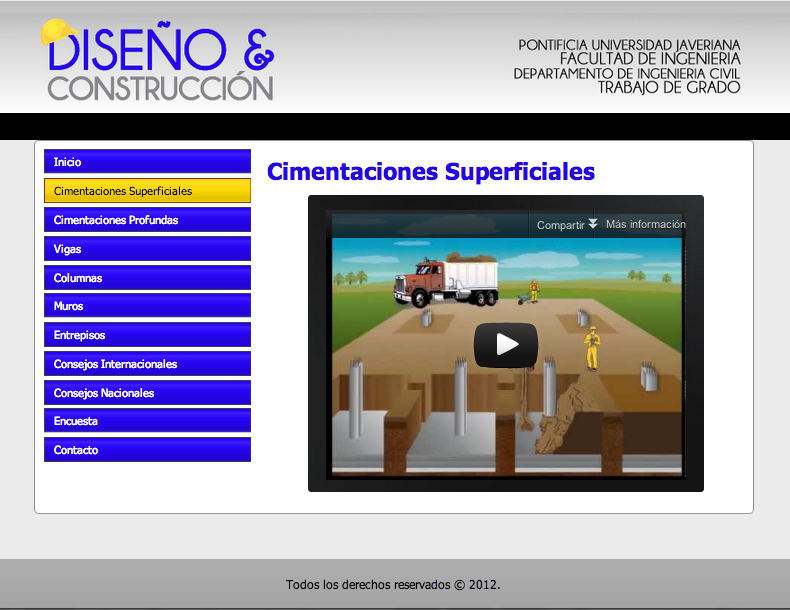 DISEÑO &
CONSTRUCCIÓN
PONTIFICIA UNIVERSIDAD JAVERIANA
FACULTAD DE INGENIERIA
DEPARTAMENTO DE INGENIERIA CIVIL
TRABAJO DE GRADO
Inicio
Cimentaciones Superficiales
Cimentaciones Profundas
Vigas
Columnas
Muros
Entrepisos
Consejos Internacionales
Consejos Nacionales
Encuesta
Contacto
Cimentaciones Superficiales
Compartir Más información
Todos los derechos reservados © 2012.